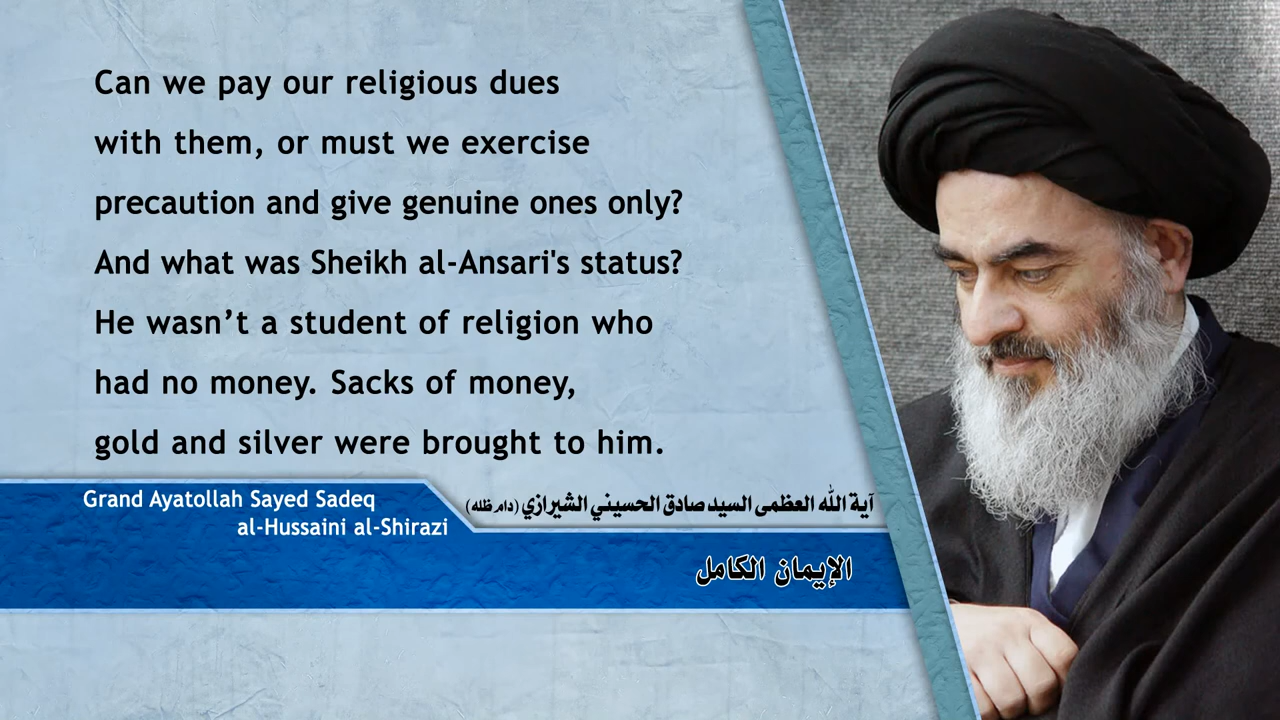 Can we pay our religious dues
with them, or must we exercise
precaution and give genuine ones only?
And what was Sheikh al-Ansari's status?
He wasn’t a student of religion who
had no money. Sacks of money,
gold and silver were brought to him.
Grand Ayatollah Sayed Sadeq
al-Hussaini al-Shirazi
آية الله العظمى السيد صادق الحسيني الشيرازي (دام ظله)
الإيمان الكامل